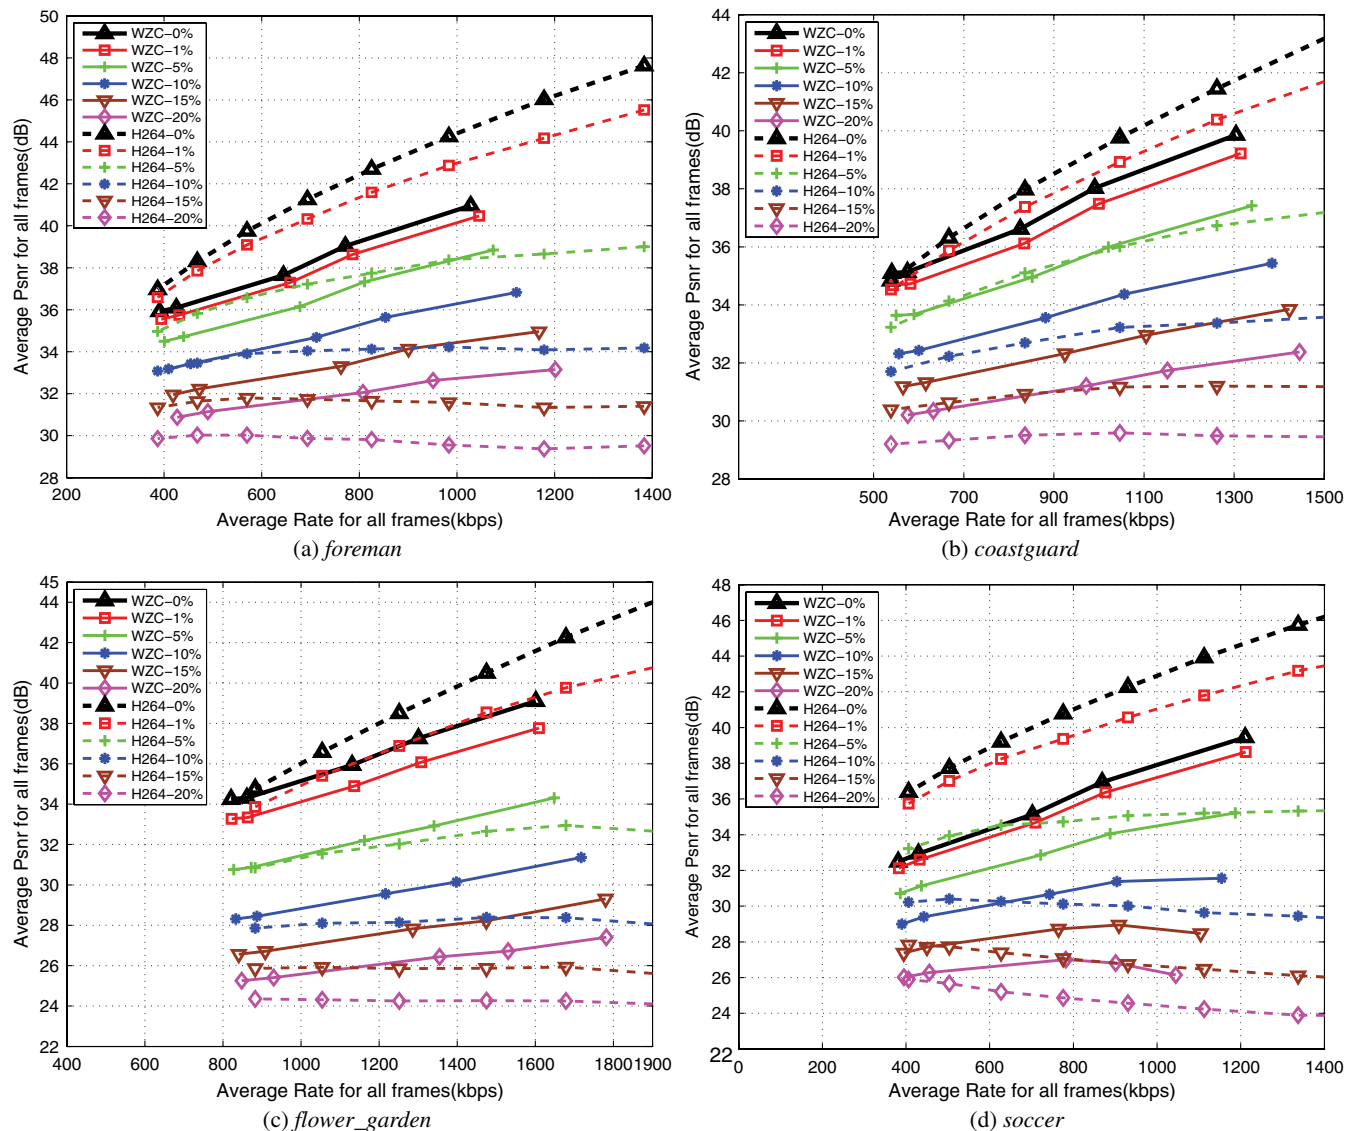 50
48
46
44
42
40
38
36
34
32
30
28
Average Psnr for all frames(dB)
WZC-0%
WZC-1%
WZC-5%
WZC-10%
WZC-15%
WZC-20%
H264-0%
H264-1%
H264-5%
H264-10%
H264-15%
H264-20%
200 400 600 800 1000 1200 1400
Average Rate for all frames(kbps)
(a) foreman
44
42
40
38
36
34
32
30
28
Average Psnr for all frames(dB)
WZC-0%
WZC-1%
WZC-5%
WZC-10%
WZC-15%
WZC-20%
H264-0%
H264-1%
H264-5%
H264-10%
H264-15%
H264-20%
500 700 900 1100 1300 1500
Average Rate for all frames(kbps)
(b) coastguard
45
44
42
40
38
36
34
32
30
28
26
24
22
Average Psnr for all frames(dB)
WZC-0%
WZC-1%
WZC-5%
WZC-10%
WZC-15%
WZC-20%
H264-0%
H264-1%
H264-5%
H264-10%
H264-15%
H264-20%
400 600 800 1000 1200 1400 1600 1800 1900
Average Rate for all frames(kbps)
(c) flower_garden
48
46
44
42
40
38
36
34
32
30
28
26
24
22
Average Psnr for all frames(dB)
WZC-0%
WZC-1%
WZC-5%
WZC-10%
WZC-15%
WZC-20%
H264-0%
H264-1%
H264-5%
H264-10%
H264-15%
H264-20%
0 200 400 600 800 1000 1200 1400
Average Rate for all frames(kbps)
(d) soccer